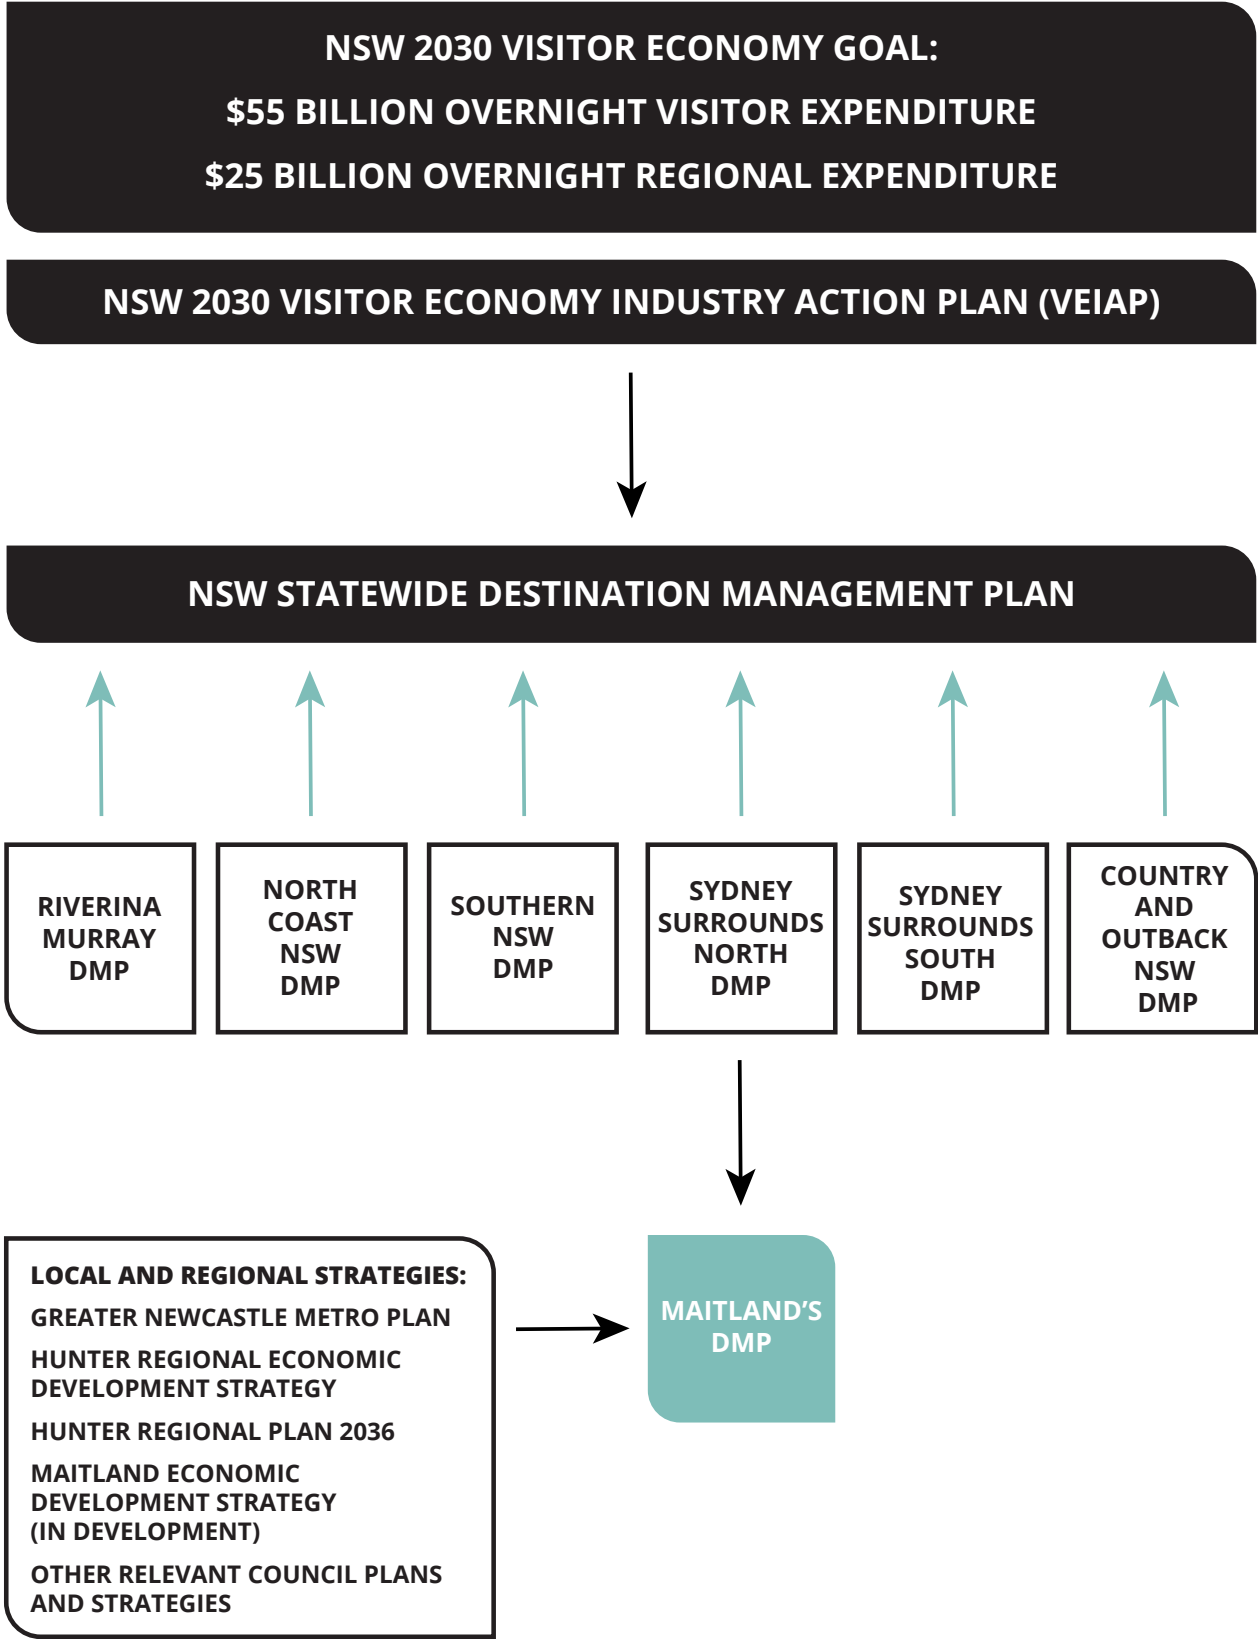 NSW 2030 VISITOR ECONOMY GOAL:
$55 BILLION OVERNIGHT VISITOR EXPENDITURE
$25 BILLION OVERNIGHT REGIONAL EXPENDITURE
NSW 2030 VISITOR ECONOMY INDUSTRY ACTION PLAN (VEIAP)
NSW STATEWIDE DESTINATION MANAGEMENT PLAN
RIVERINA
MURRAY
DMP
NORTH
COAST
NSW
DMP
SOUTHERN
NSW
DMP
SYDNEY
SURROUNDS
NORTH
DMP
SYDNEY
SURROUNDS
SOUTH
DMP
COUNTRY
AND
OUTBACK
NSW
DMP
LOCAL AND REGIONAL STRATEGIES:
GREATER NEWCASTLE METRO PLAN
HUNTER REGIONAL ECONOMIC
DEVELOPMENT STRATEGY
HUNTER REGIONAL PLAN 2036
MAITLAND ECONOMIC
DEVELOPMENT STRATEGY
(IN DEVELOPMENT)
OTHER RELEVANT COUNCIL PLANS
AND STRATEGIES
MAITLAND’S
DMP